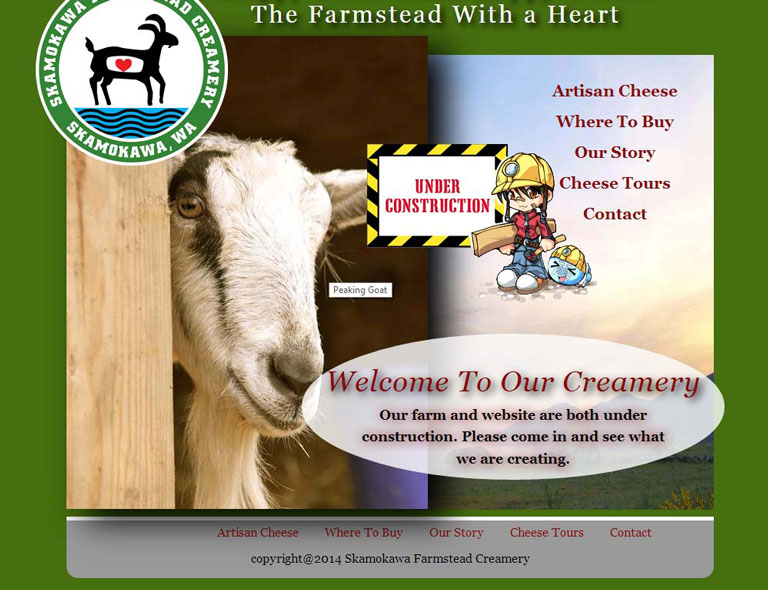 The Farmstead With a Heart
SKAMOKAWA FARMSTEAD CREAMERY
SKAMOKAWA, WA
Artisan Cheese
Where To Buy
Our Story
Cheese Tours
Contact
UNDER
CONSTRUCTION
Peaking Goat
Welcome To Our Creamery
Our farm and website are both under
construction. Please come in and see what
we are creating.
Artisan Cheese Where To Buy Our Story Cheese Tours Contact
copyright@2014 Skamokawa Farmstead Creamery